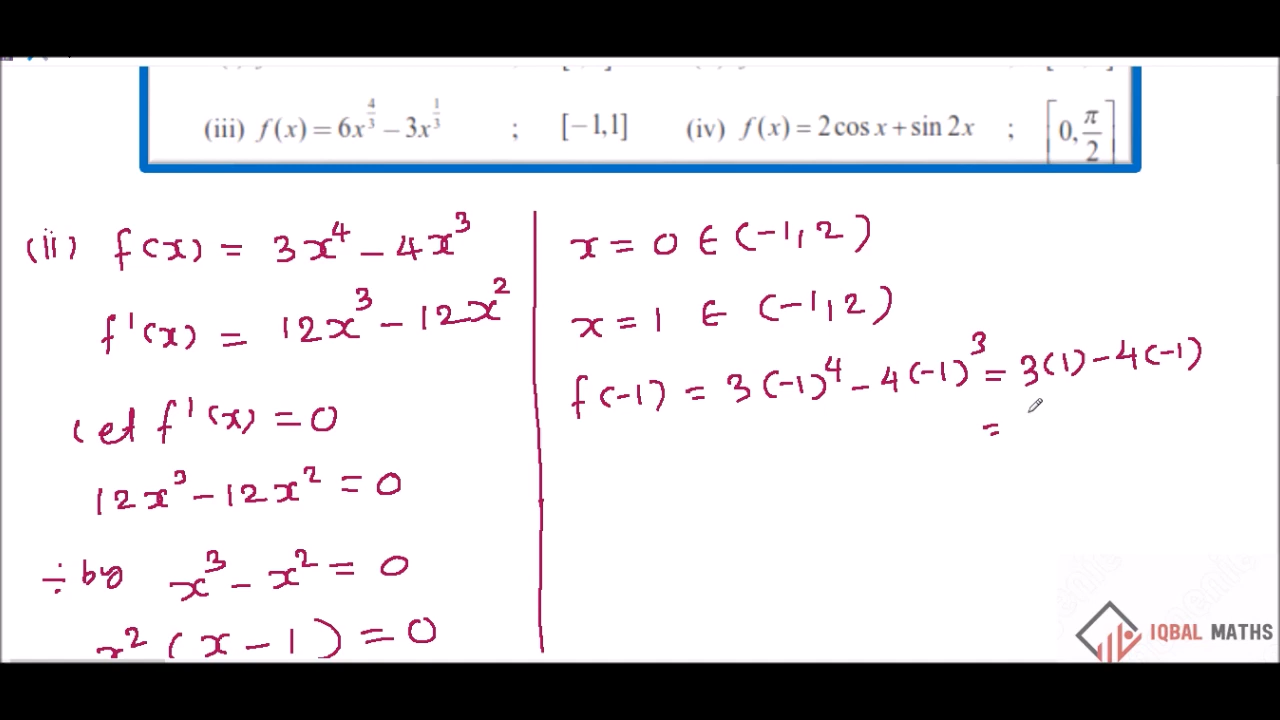 (iii) f(x) = 6x^{4/3} − 3x^{1/3} ; [−1,1] (iv) f(x) = 2cos x + sin 2x ; [0, π/2]
(ii) f(x) = 3x⁴ − 4x³
f'(x) = 12x³ − 12x²
Let f'(x) = 0
12x³ − 12x² = 0
÷ by x³ − x² = 0
x² (x − 1) = 0
x = 0 ∈ (−1, 2)
x = 1 ∈ (−1, 2)
f(−1) = 3(−1)⁴ − 4(−1)³ = 3(1) − 4(−1)
=
IQBAL MATHS